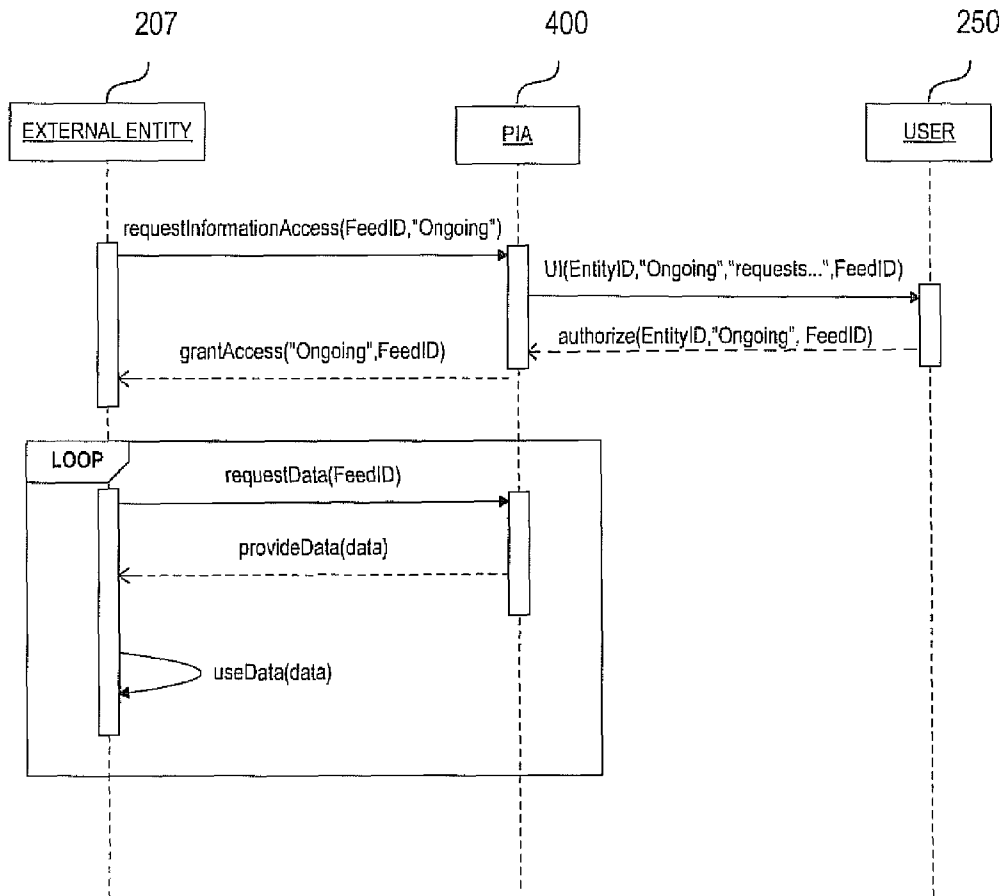 207
400
250
EXTERNAL ENTITY
PIA
USER
requestInformationAccess(FeedID,"Ongoing")
UI(EntityID,"Ongoing","requests...",FeedID)
authorize(EntityID,"Ongoing", FeedID)
grantAccess("Ongoing",FeedID)
LOOP
requestData(FeedID)
provideData(data)
useData(data)